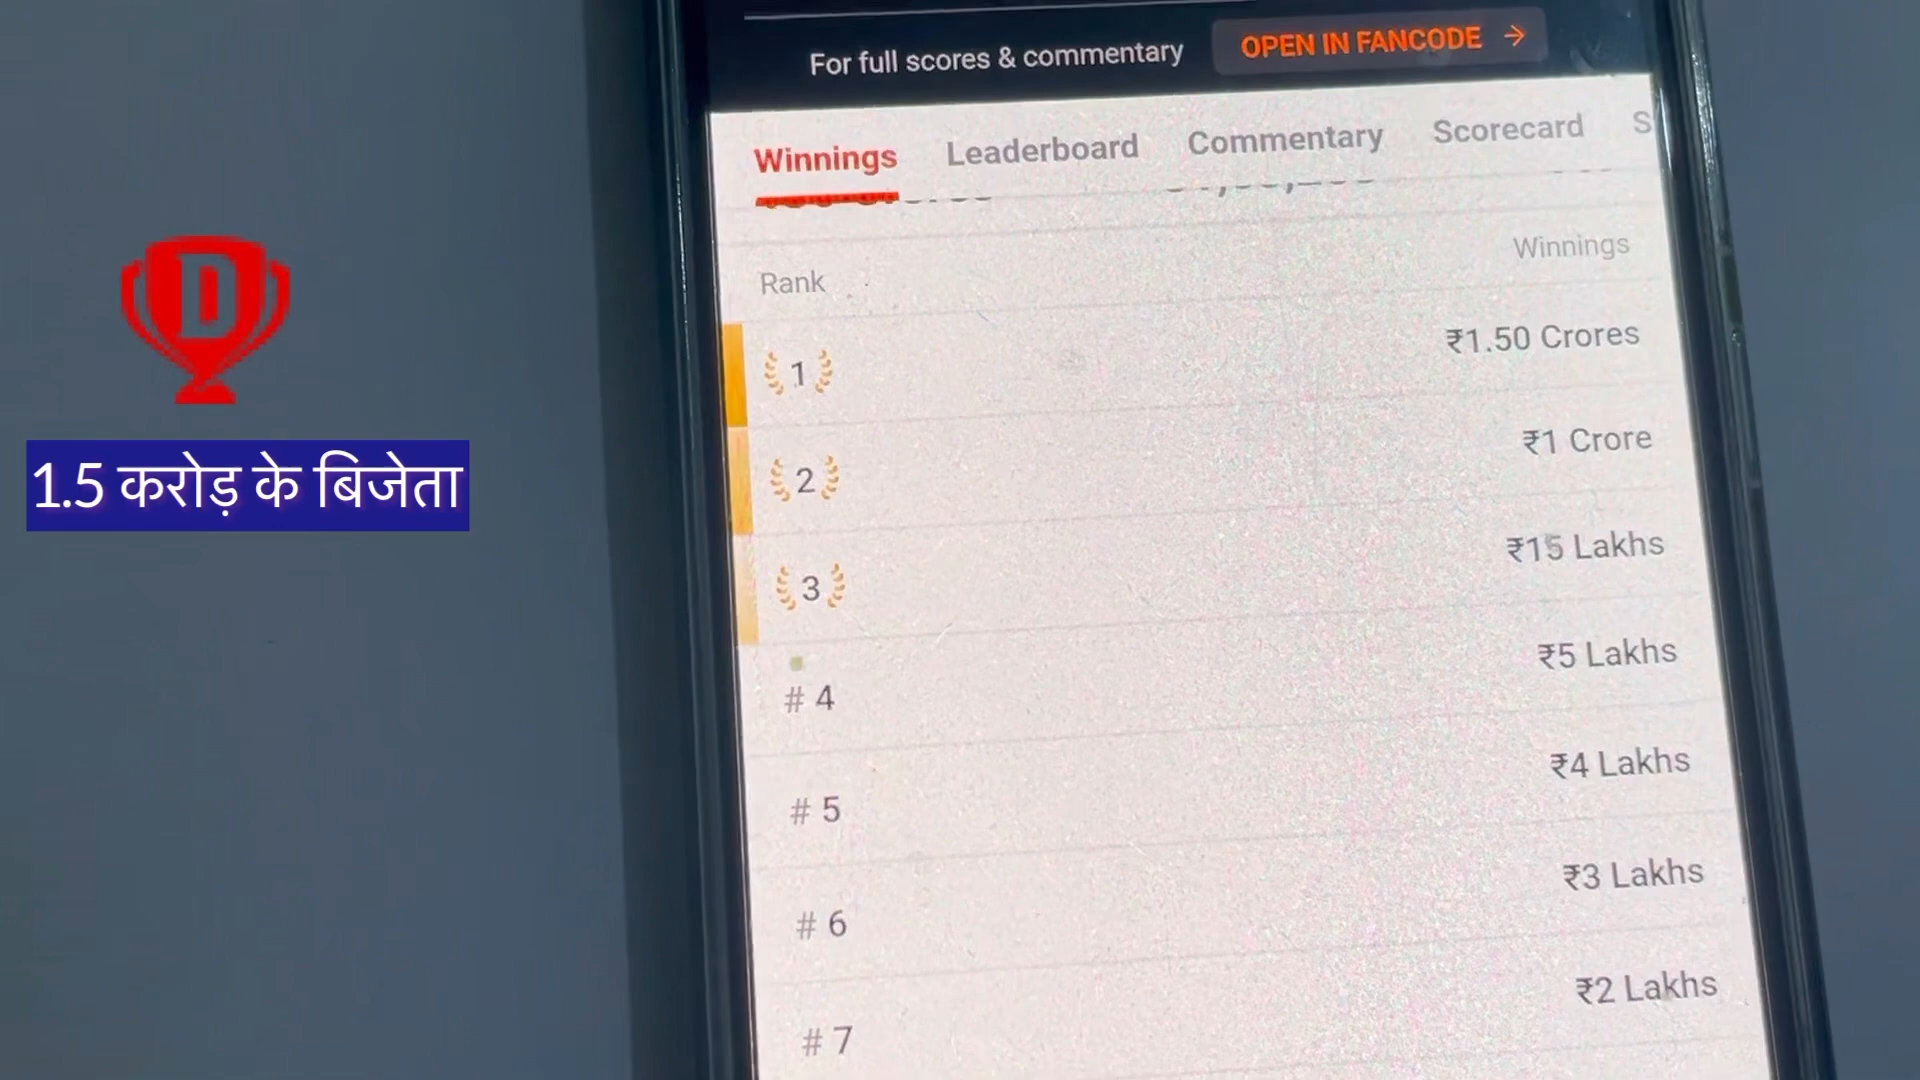 For full scores & commentary OPEN IN FANCODE →
Winnings Leaderboard Commentary Scorecard S
Rank Winnings
1 ₹1.50 Crores
2 ₹1 Crore
3 ₹15 Lakhs
# 4 ₹5 Lakhs
# 5 ₹4 Lakhs
# 6 ₹3 Lakhs
# 7 ₹2 Lakhs
D
1.5 करोड़ के बिजेता